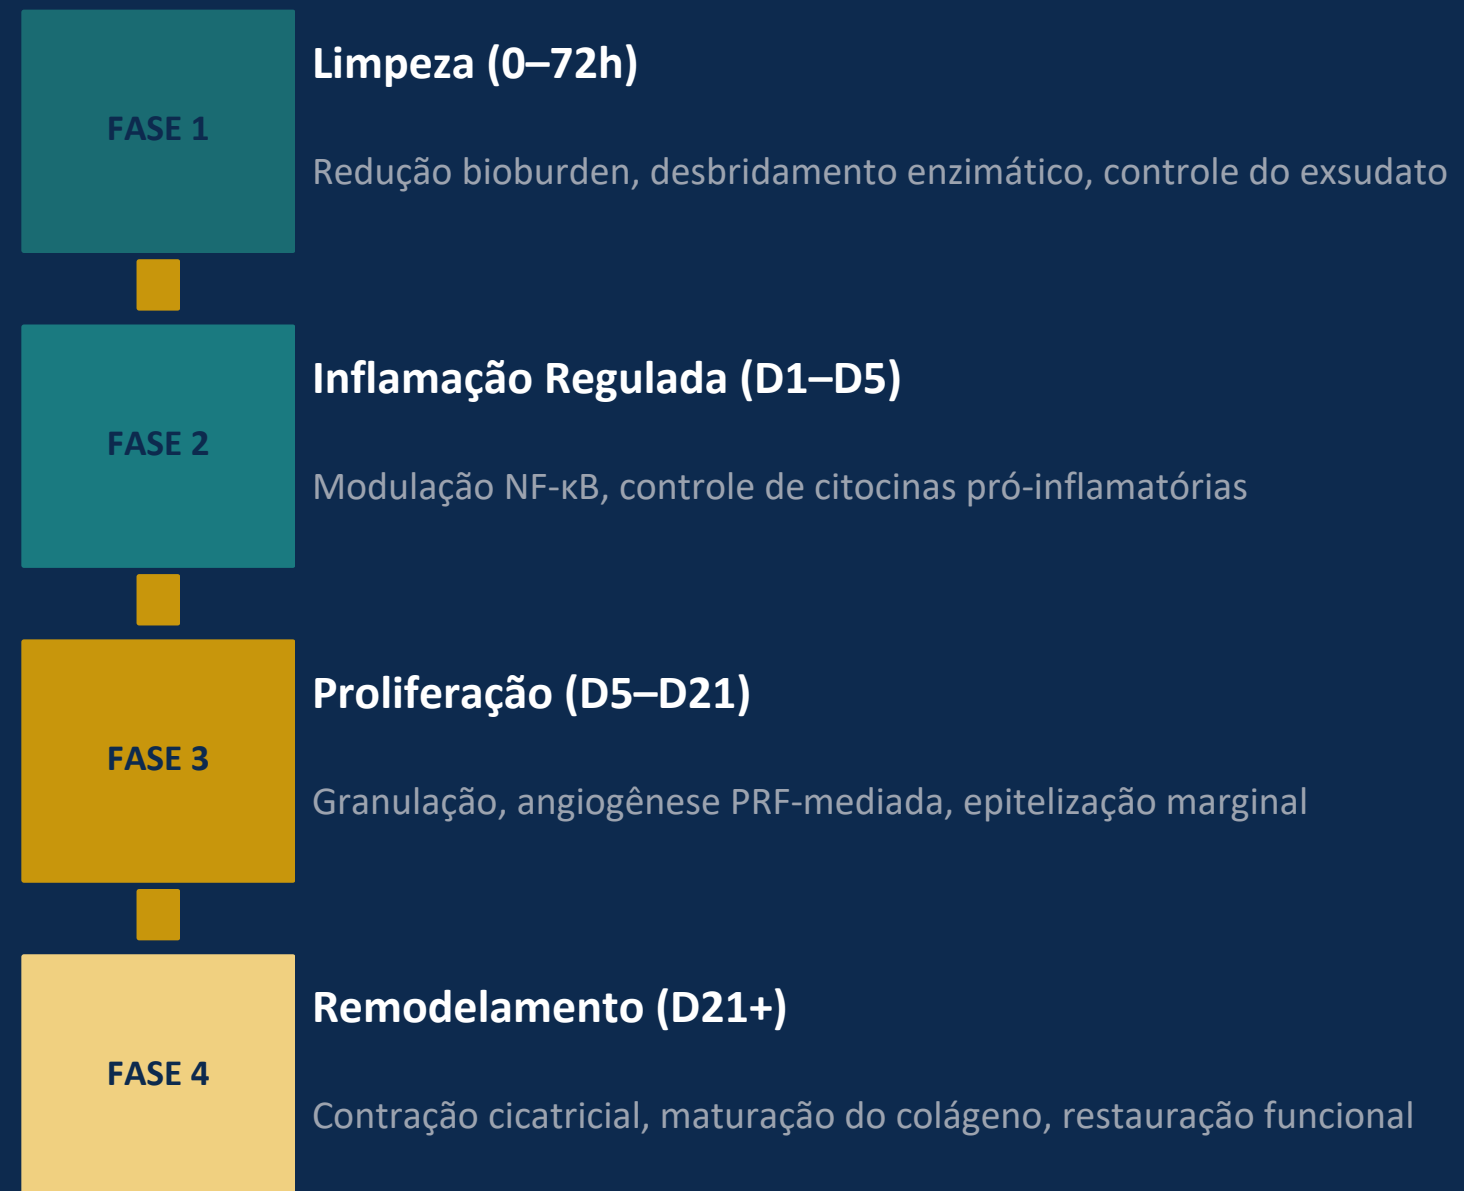 FASE 1
Limpeza (0–72h)
Redução bioburden, desbridamento enzimático, controle do exsudato
FASE 2
Inflamação Regulada (D1–D5)
Modulação NF-κB, controle de citocinas pró-inflamatórias
FASE 3
Proliferação (D5–D21)
Granulação, angiogênese PRF-mediada, epitelização marginal
FASE 4
Remodelamento (D21+)
Contração cicatricial, maturação do colágeno, restauração funcional